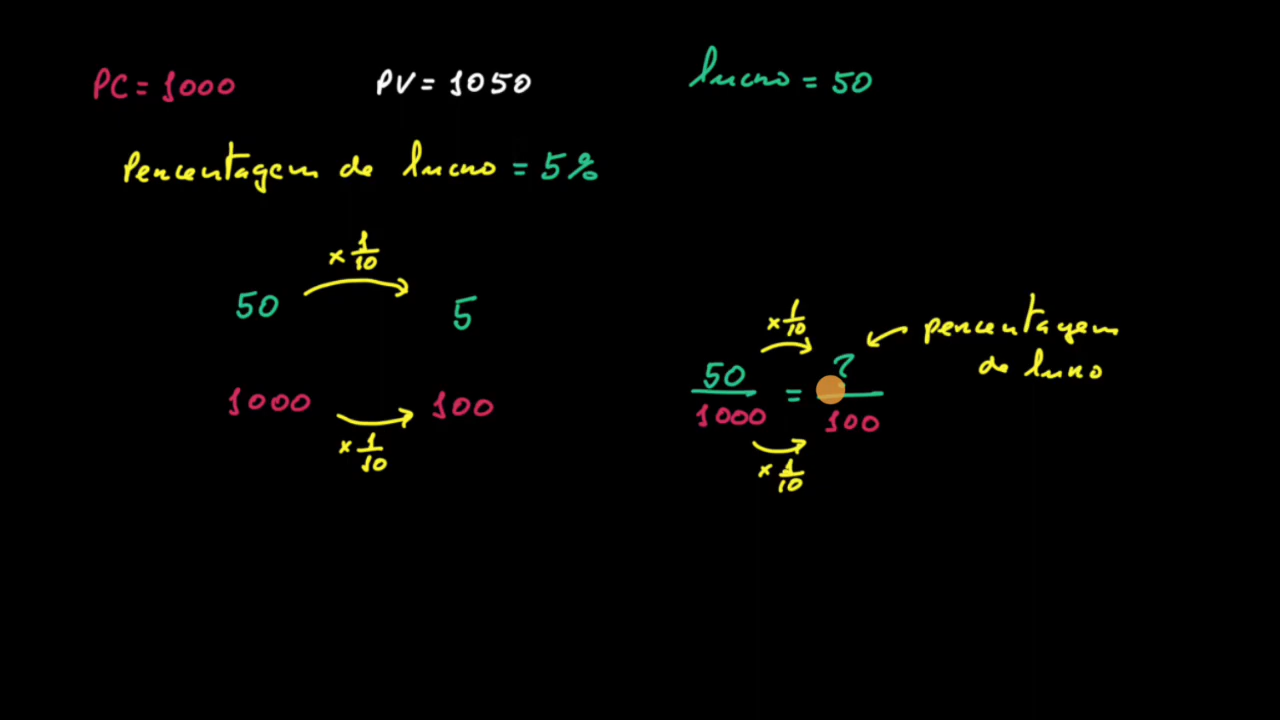 PC = 1000 PV = 1050 lucro = 50
Percentagem de lucro = 5%
× 1/10
50 5
1000 100
× 1/10
× 1/10
50/1000 = ?/100
× 1/10
percentagem
de lucro